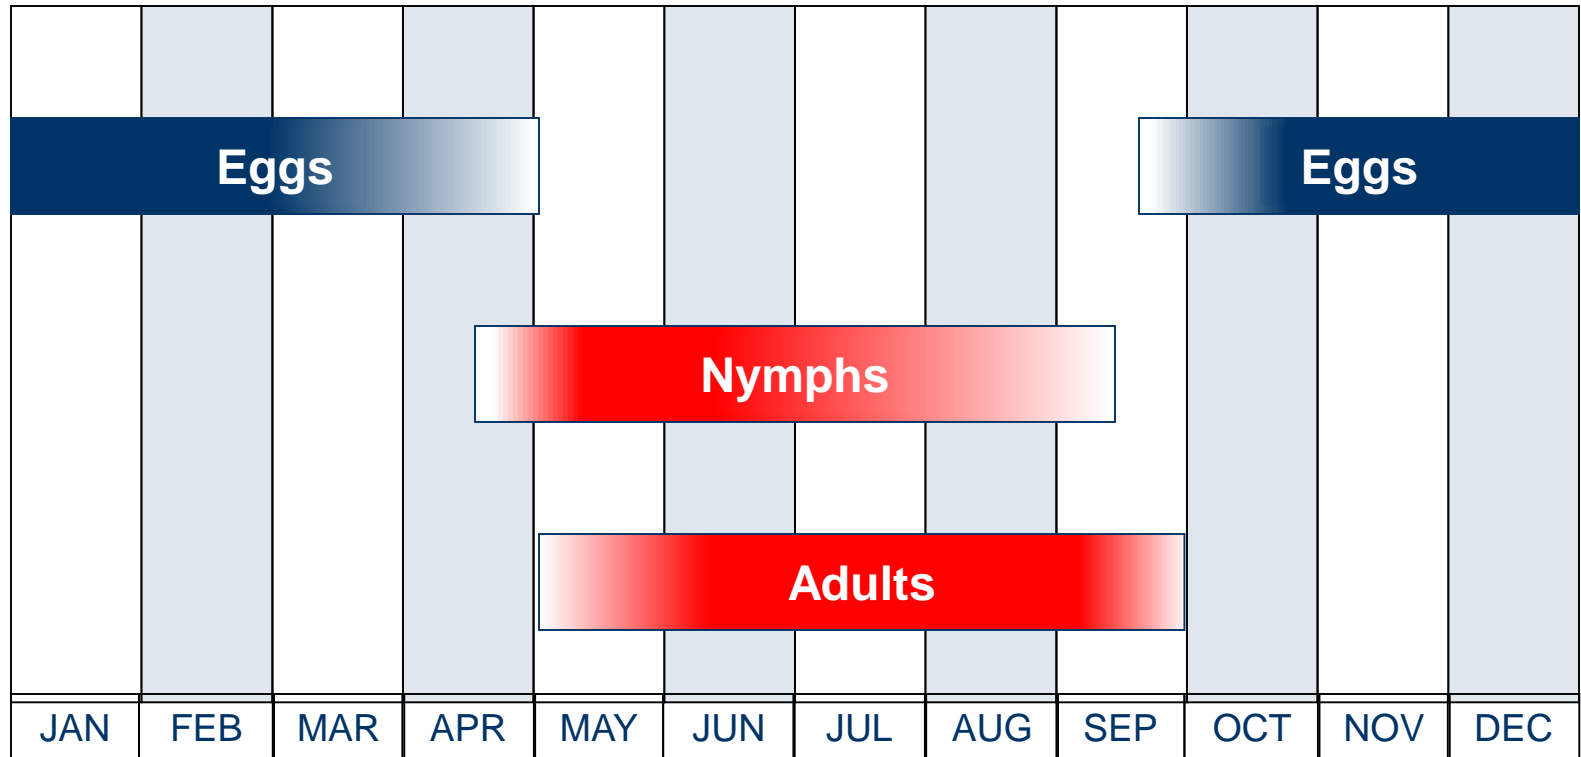 Eggs
Eggs
Nymphs
Adults
JAN FEB MAR APR MAY JUN JUL AUG SEP OCT NOV DEC